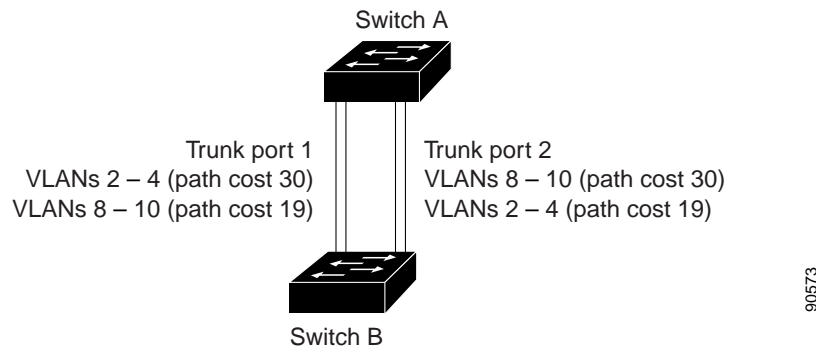 Switch A
Trunk port 1
VLANs 2 – 4 (path cost 30)
VLANs 8 – 10 (path cost 19)
Trunk port 2
VLANs 8 – 10 (path cost 30)
VLANs 2 – 4 (path cost 19)
Switch B
90573